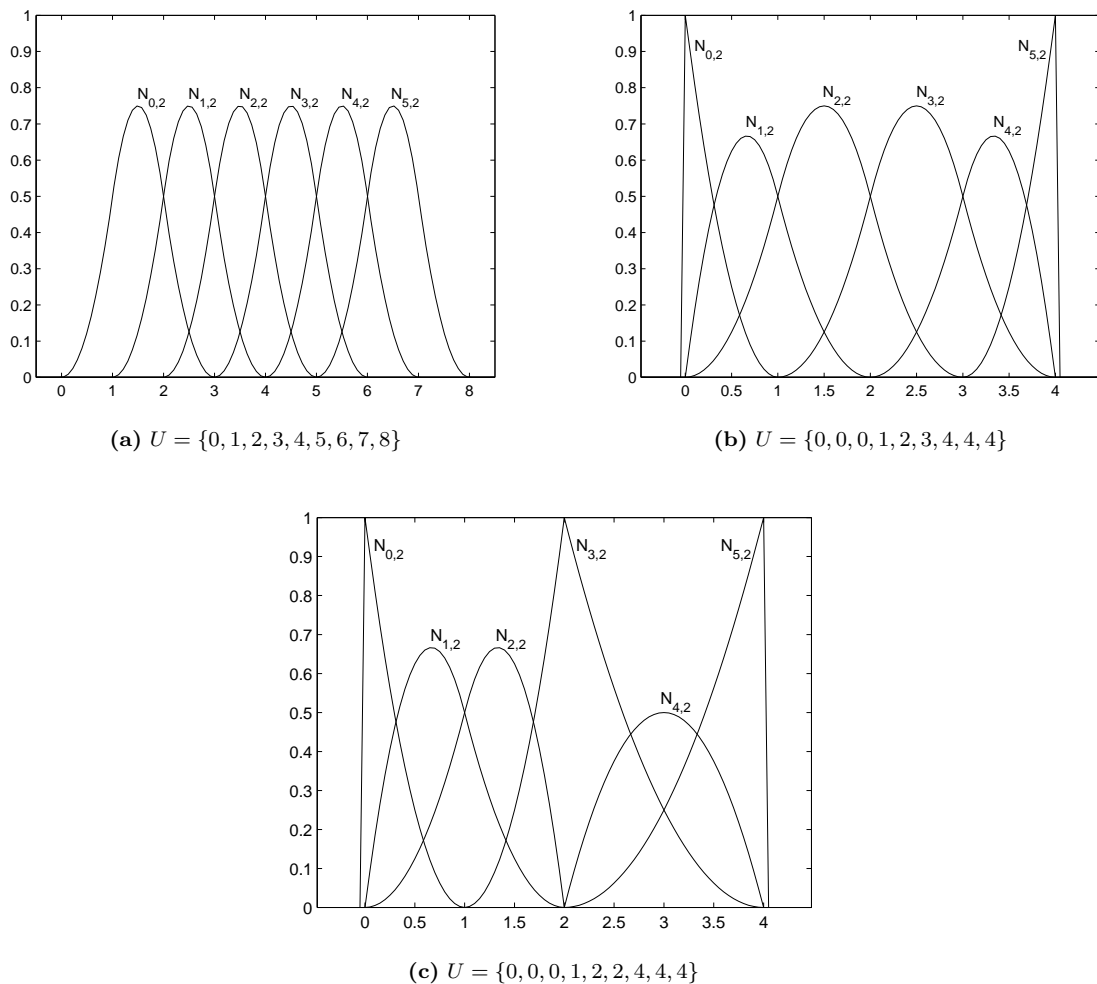 1
0.9
0.8
0.7
0.6
0.5
0.4
0.3
0.2
0.1
0
N0,2 N1,2 N2,2 N3,2 N4,2 N5,2
0 1 2 3 4 5 6 7 8
(a) U = {0, 1, 2, 3, 4, 5, 6, 7, 8}
1
0.9
0.8
0.7
0.6
0.5
0.4
0.3
0.2
0.1
0
N0,2
N1,2
N2,2
N3,2
N4,2
N5,2
0 0.5 1 1.5 2 2.5 3 3.5 4
(b) U = {0, 0, 0, 1, 2, 3, 4, 4, 4}
1
0.9
0.8
0.7
0.6
0.5
0.4
0.3
0.2
0.1
0
N0,2
N1,2
N2,2
N3,2
N4,2
N5,2
0 0.5 1 1.5 2 2.5 3 3.5 4
(c) U = {0, 0, 0, 1, 2, 2, 4, 4, 4}